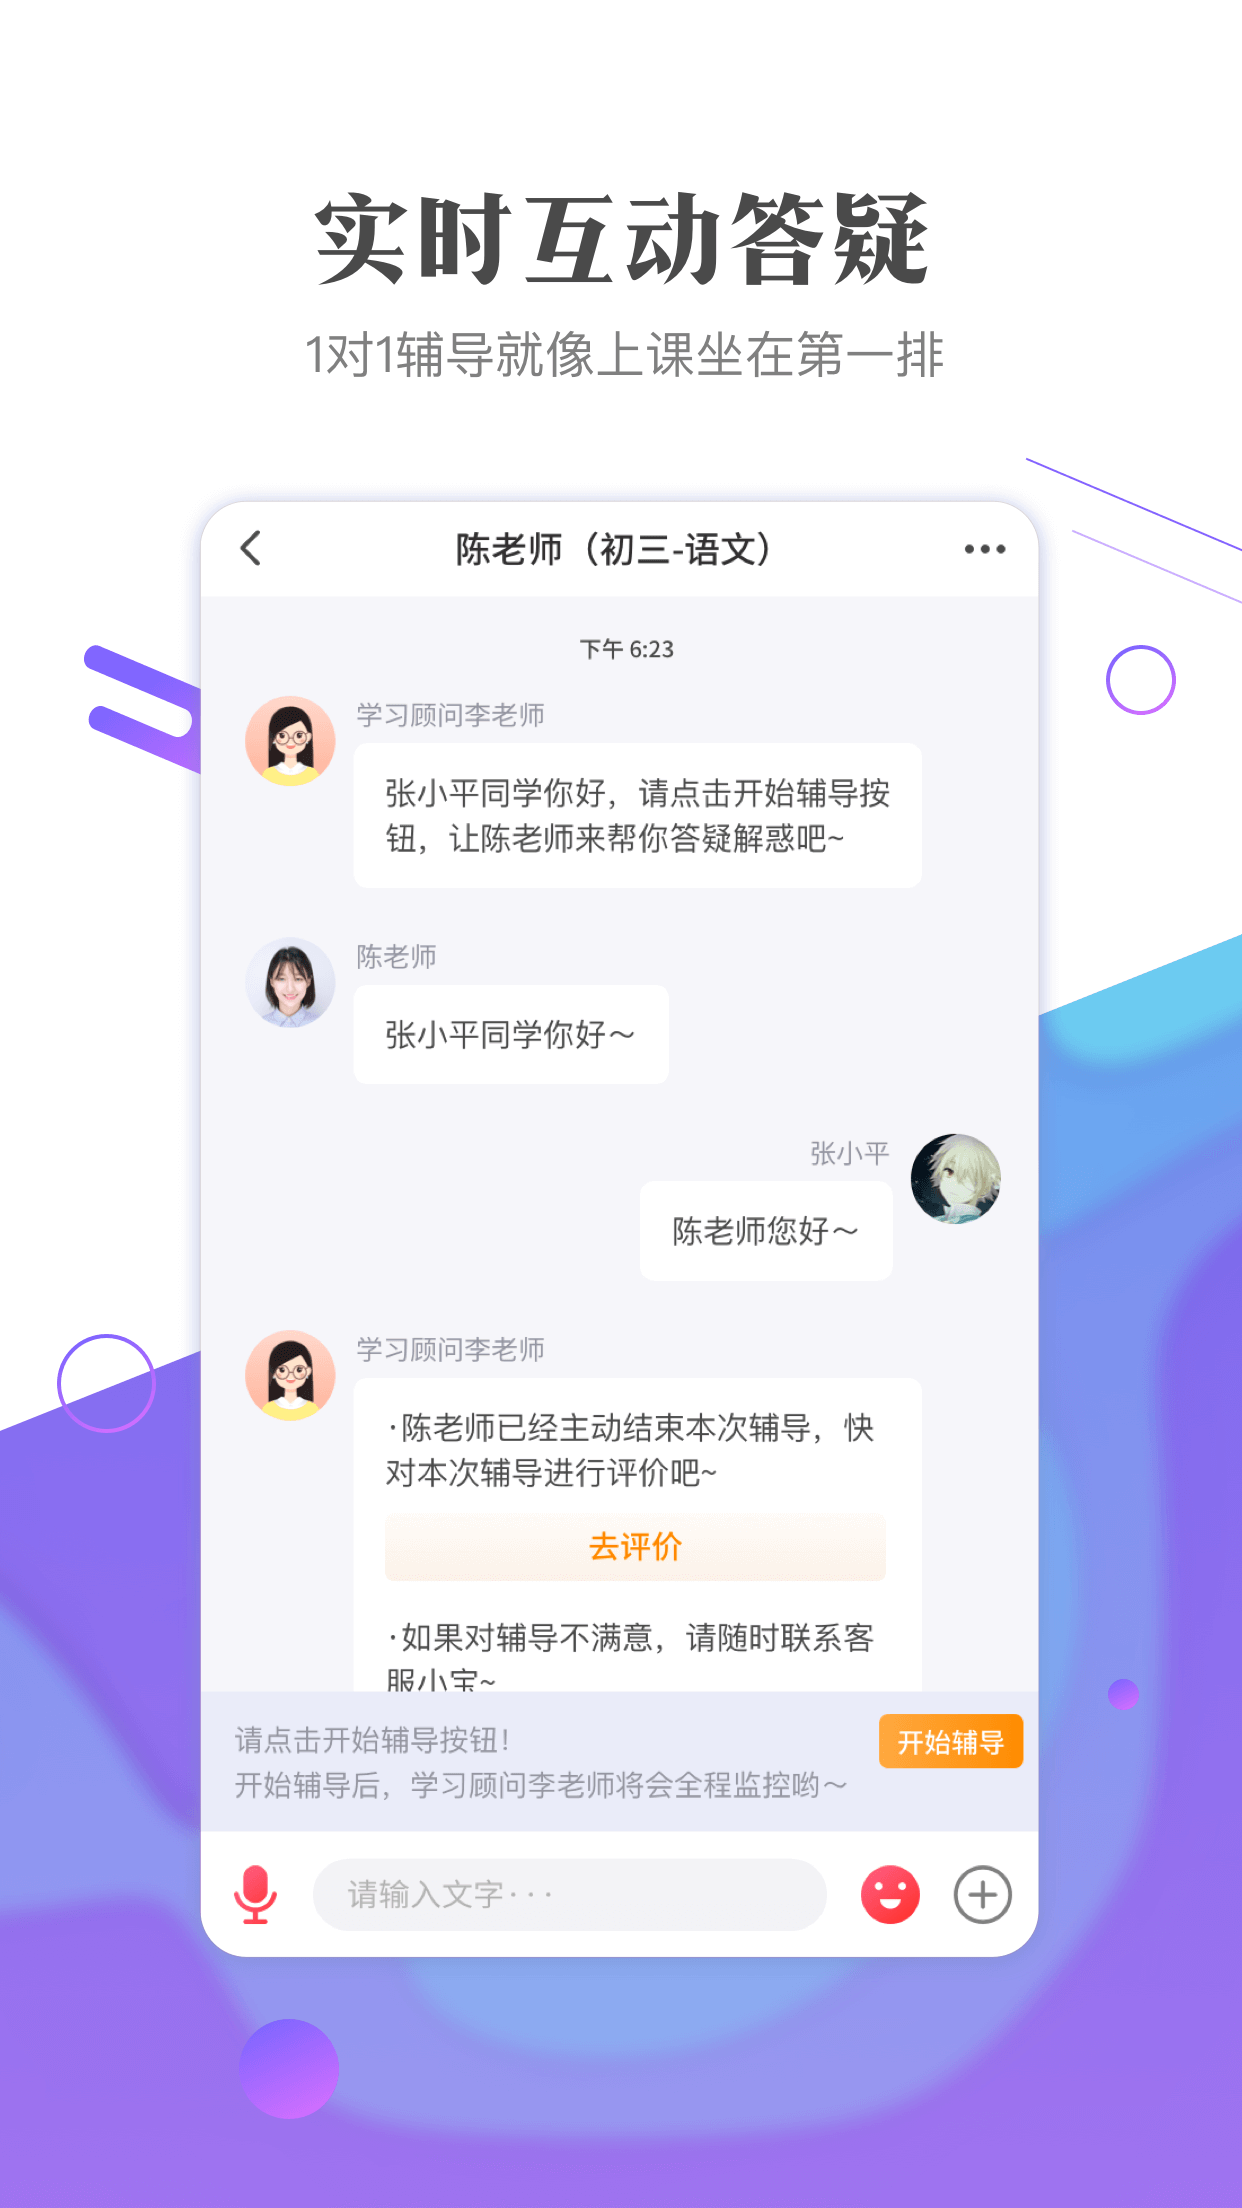 实时互动答疑
1对1辅导就像上课坐在第一排
陈老师（初三-语文）
下午 6:23
学习顾问李老师
张小平同学你好，请点击开始辅导按
钮，让陈老师来帮你答疑解惑吧~
陈老师
张小平同学你好～
张小平
陈老师您好～
学习顾问李老师
·陈老师已经主动结束本次辅导，快
对本次辅导进行评价吧~
去评价
·如果对辅导不满意，请随时联系客
服小宝~
请点击开始辅导按钮！
开始辅导
开始辅导后，学习顾问李老师将会全程监控哟～
请输入文字···